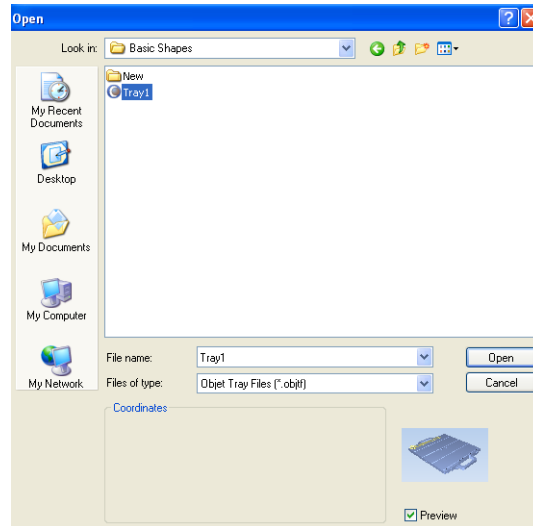 Open
Look in:
Basic Shapes
New
Tray1
My Recent
Documents
Desktop
My Documents
My Computer
My Network
File name:
Tray1
Open
Files of type:
Objet Tray Files (*.objtf)
Cancel
Coordinates
Preview